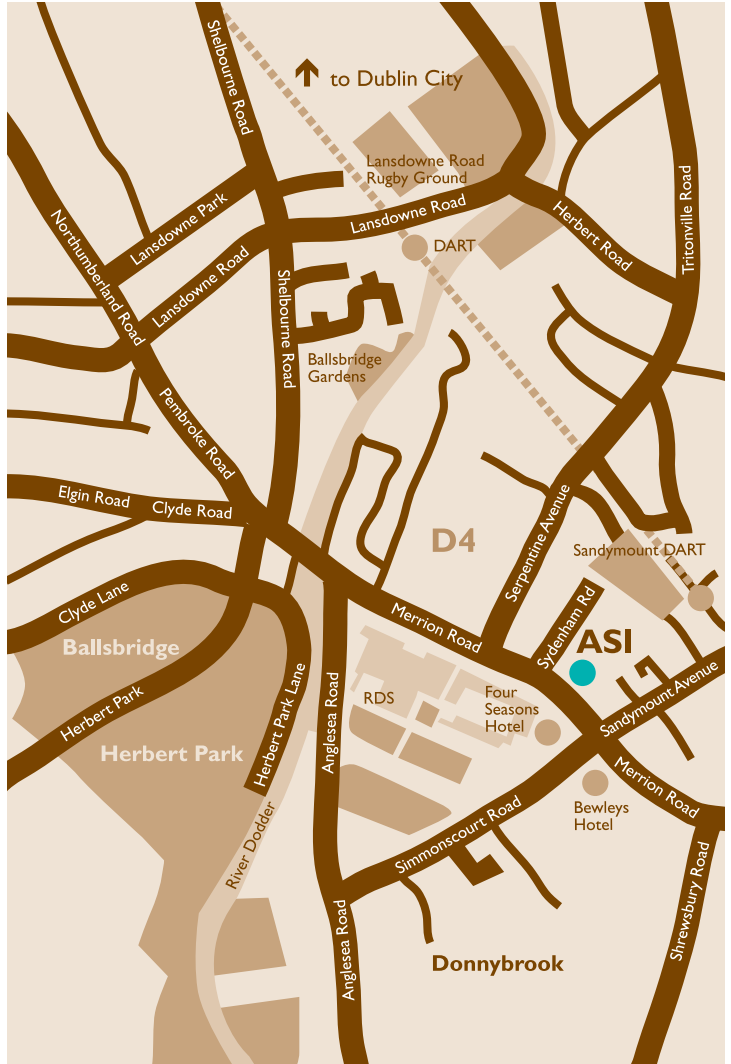 Shelbourne Road
to Dublin City
Lansdowne Road
Rugby Ground
Tritonville Road
Lansdowne Park
Lansdowne Road
Herbert Road
Northumberland Road
Lansdowne Road
DART
Shelbourne Road
Ballsbridge
Gardens
Pembroke Road
Elgin Road
Clyde Road
D4
Serpentine Avenue
Sandymount DART
Clyde Lane
Merrion Road
Sydenham Rd
ASI
Ballsbridge
Herbert Park
Herbert Park
Herbert Park Lane
Anglesea Road
RDS
Four
Seasons
Hotel
Sandymount Avenue
Merrion Road
Bewleys
Hotel
River Dodder
Simmonscourt Road
Shrewsbury Road
Anglesea Road
Donnybrook